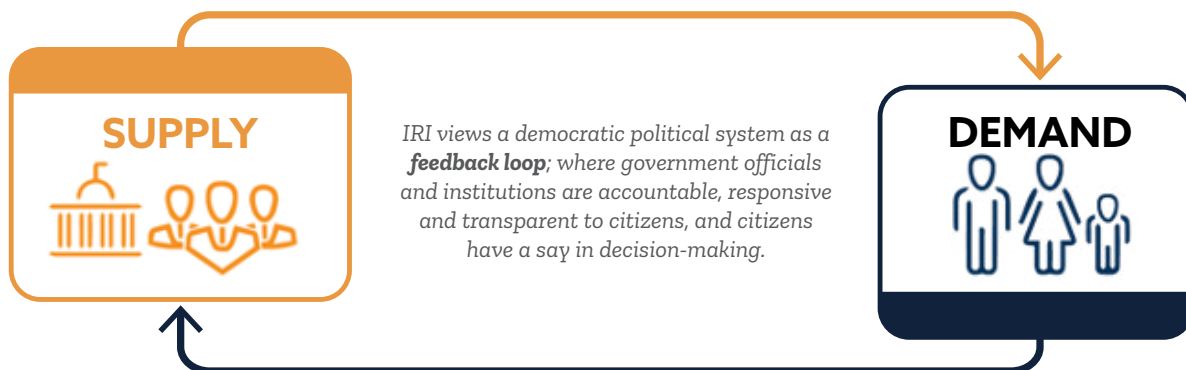 SUPPLY
IRI views a democratic political system as a
feedback loop; where government officials
and institutions are accountable, responsive
and transparent to citizens, and citizens
have a say in decision-making.
DEMAND